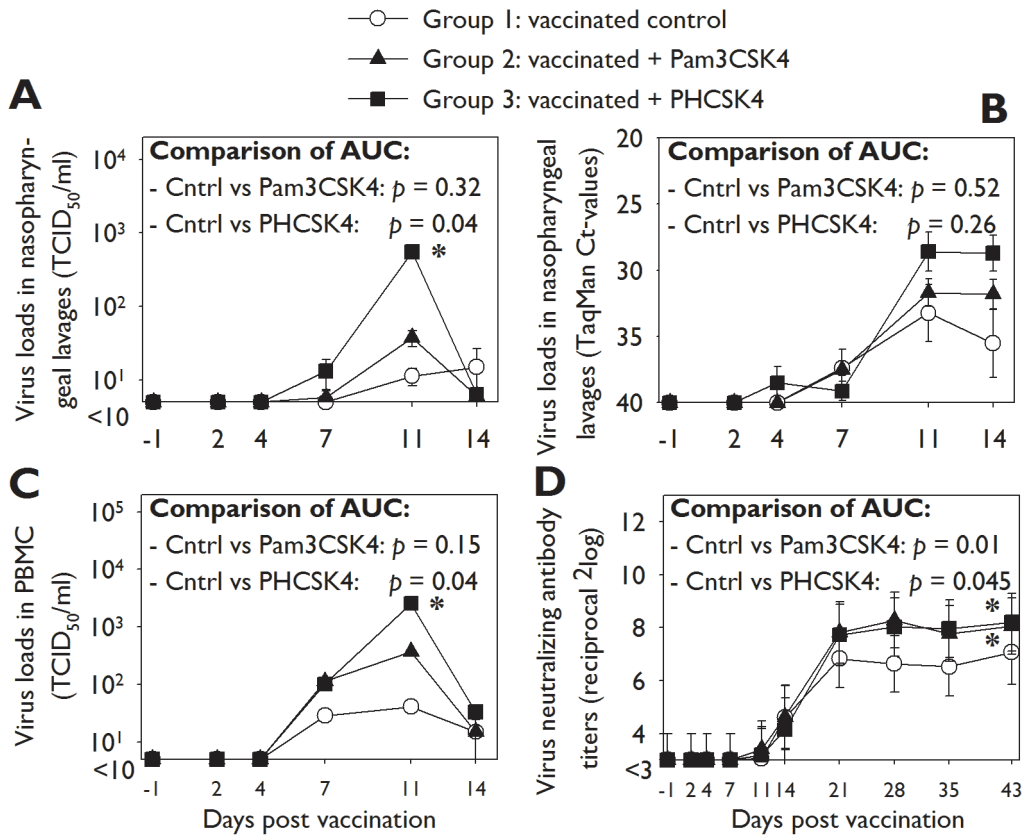 Group 1: vaccinated control
Group 2: vaccinated + Pam3CSK4
Group 3: vaccinated + PHCSK4
A
Virus loads in nasopharyn-
geal lavages (TCID50/ml)
10^4
10^3
10^2
10^1
<10
Comparison of AUC:
- Cntrl vs Pam3CSK4: p = 0.32
- Cntrl vs PHCSK4: p = 0.04
*
-1 2 4 7 11 14
B
Virus loads in nasopharyngeal
lavages (TaqMan Ct-values)
20
25
30
35
40
Comparison of AUC:
- Cntrl vs Pam3CSK4: p = 0.52
- Cntrl vs PHCSK4: p = 0.26
-1 2 4 7 11 14
C
Virus loads in PBMC
(TCID50/ml)
10^5
10^4
10^3
10^2
10^1
<10
Comparison of AUC:
- Cntrl vs Pam3CSK4: p = 0.15
- Cntrl vs PHCSK4: p = 0.04
*
-1 2 4 7 11 14
Days post vaccination
D
Virus neutralizing antibody
titers (reciprocal 2log)
12
10
8
6
4
<3
Comparison of AUC:
- Cntrl vs Pam3CSK4: p = 0.01
- Cntrl vs PHCSK4: p = 0.045
*
*
-1 2 4 7 11 14 21 28 35 43
Days post vaccination